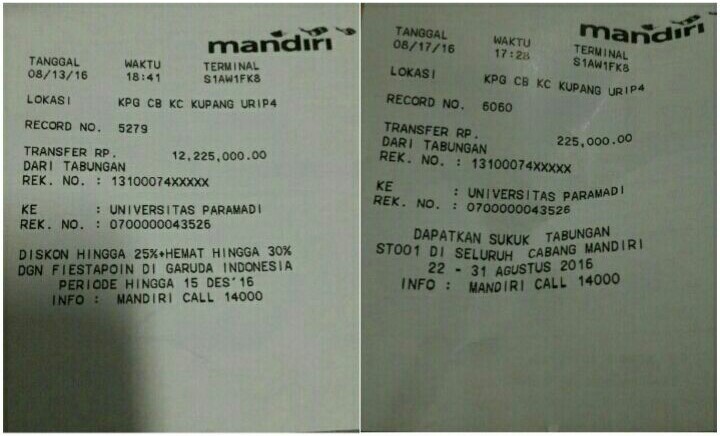 mandiri
TANGGAL WAKTU TERMINAL
08/13/16 18:41 S1AW1FK8
LOKASI KPG CB KC KUPANG URIP4
RECORD NO. 5279
TRANSFER RP. 12,225,000.00
DARI TABUNGAN
REK. NO. : 13100074XXXXX
KE : UNIVERSITAS PARAMADI
REK. NO. : 0700000043526
DISKON HINGGA 25%+HEMAT HINGGA 30%
DGN FIESTAPOIN DI GARUDA INDONESIA
PERIODE HINGGA 15 DES'16
INFO : MANDIRI CALL 14000
mandiri
TANGGAL WAKTU TERMINAL
08/17/16 17:28 S1AW1FK8
LOKASI KPG CB KC KUPANG URIP4
RECORD NO. 6060
TRANSFER RP. 225,000.00
DARI TABUNGAN
REK. NO. : 13100074XXXXX
KE : UNIVERSITAS PARAMADI
REK. NO. : 0700000043526
DAPATKAN SUKUK TABUNGAN
ST001 DI SELURUH CABANG MANDIRI
22 - 31 AGUSTUS 2016
INFO : MANDIRI CALL 14000